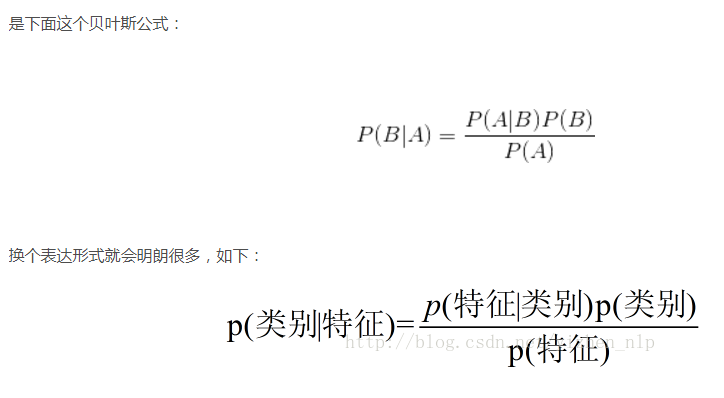 是下面这个贝叶斯公式：
P(B|A) = P(A|B)P(B) / P(A)
换个表达形式就会明朗很多，如下：
p(类别|特征)= p(特征|类别)p(类别) / p(特征)